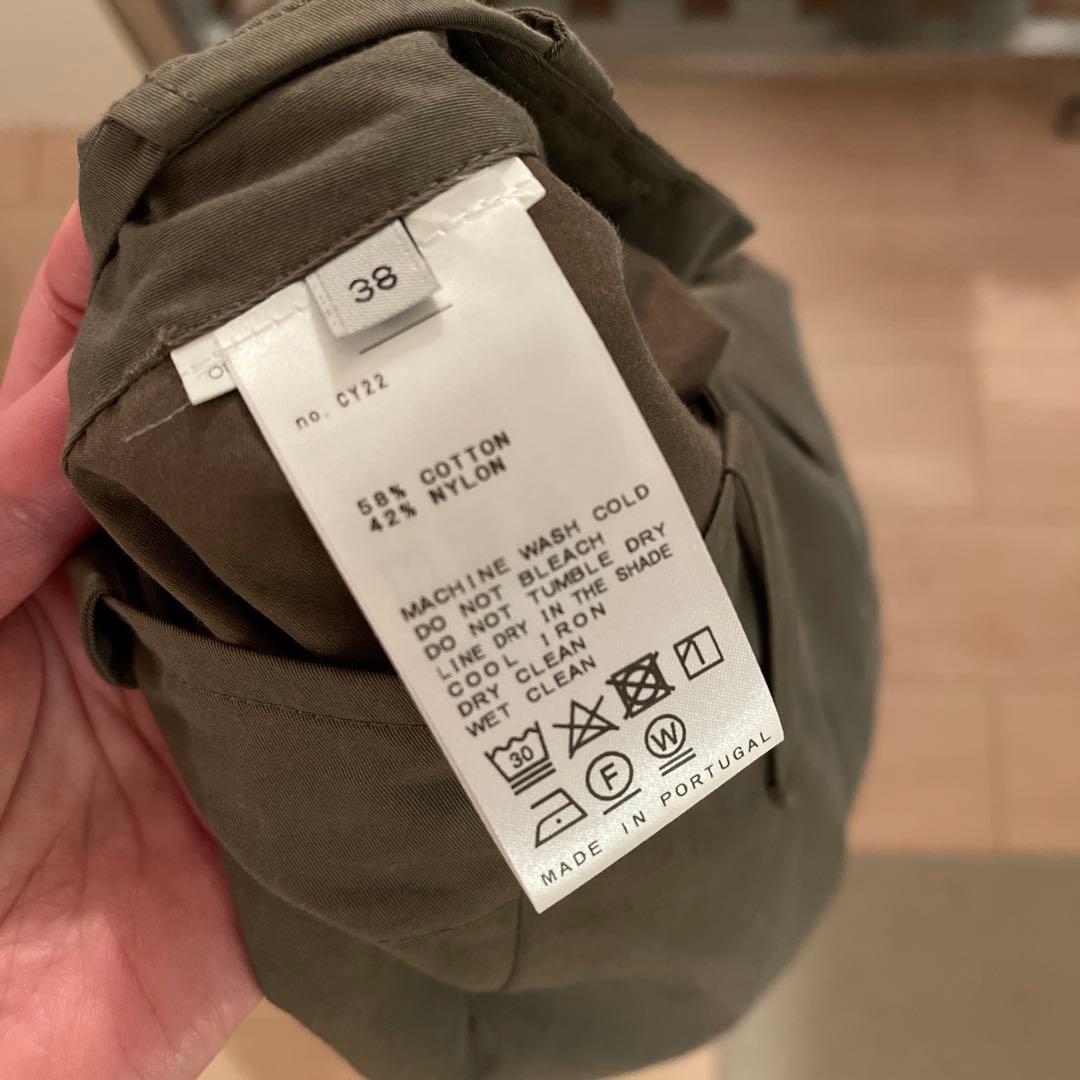 38
no. CY22
58% COTTON
42% NYLON
MACHINE WASH COLD
DO NOT BLEACH
DO NOT TUMBLE DRY
LINE DRY IN THE SHADE
COOL IRON
DRY CLEAN
WET CLEAN
30
F W
MADE IN PORTUGAL